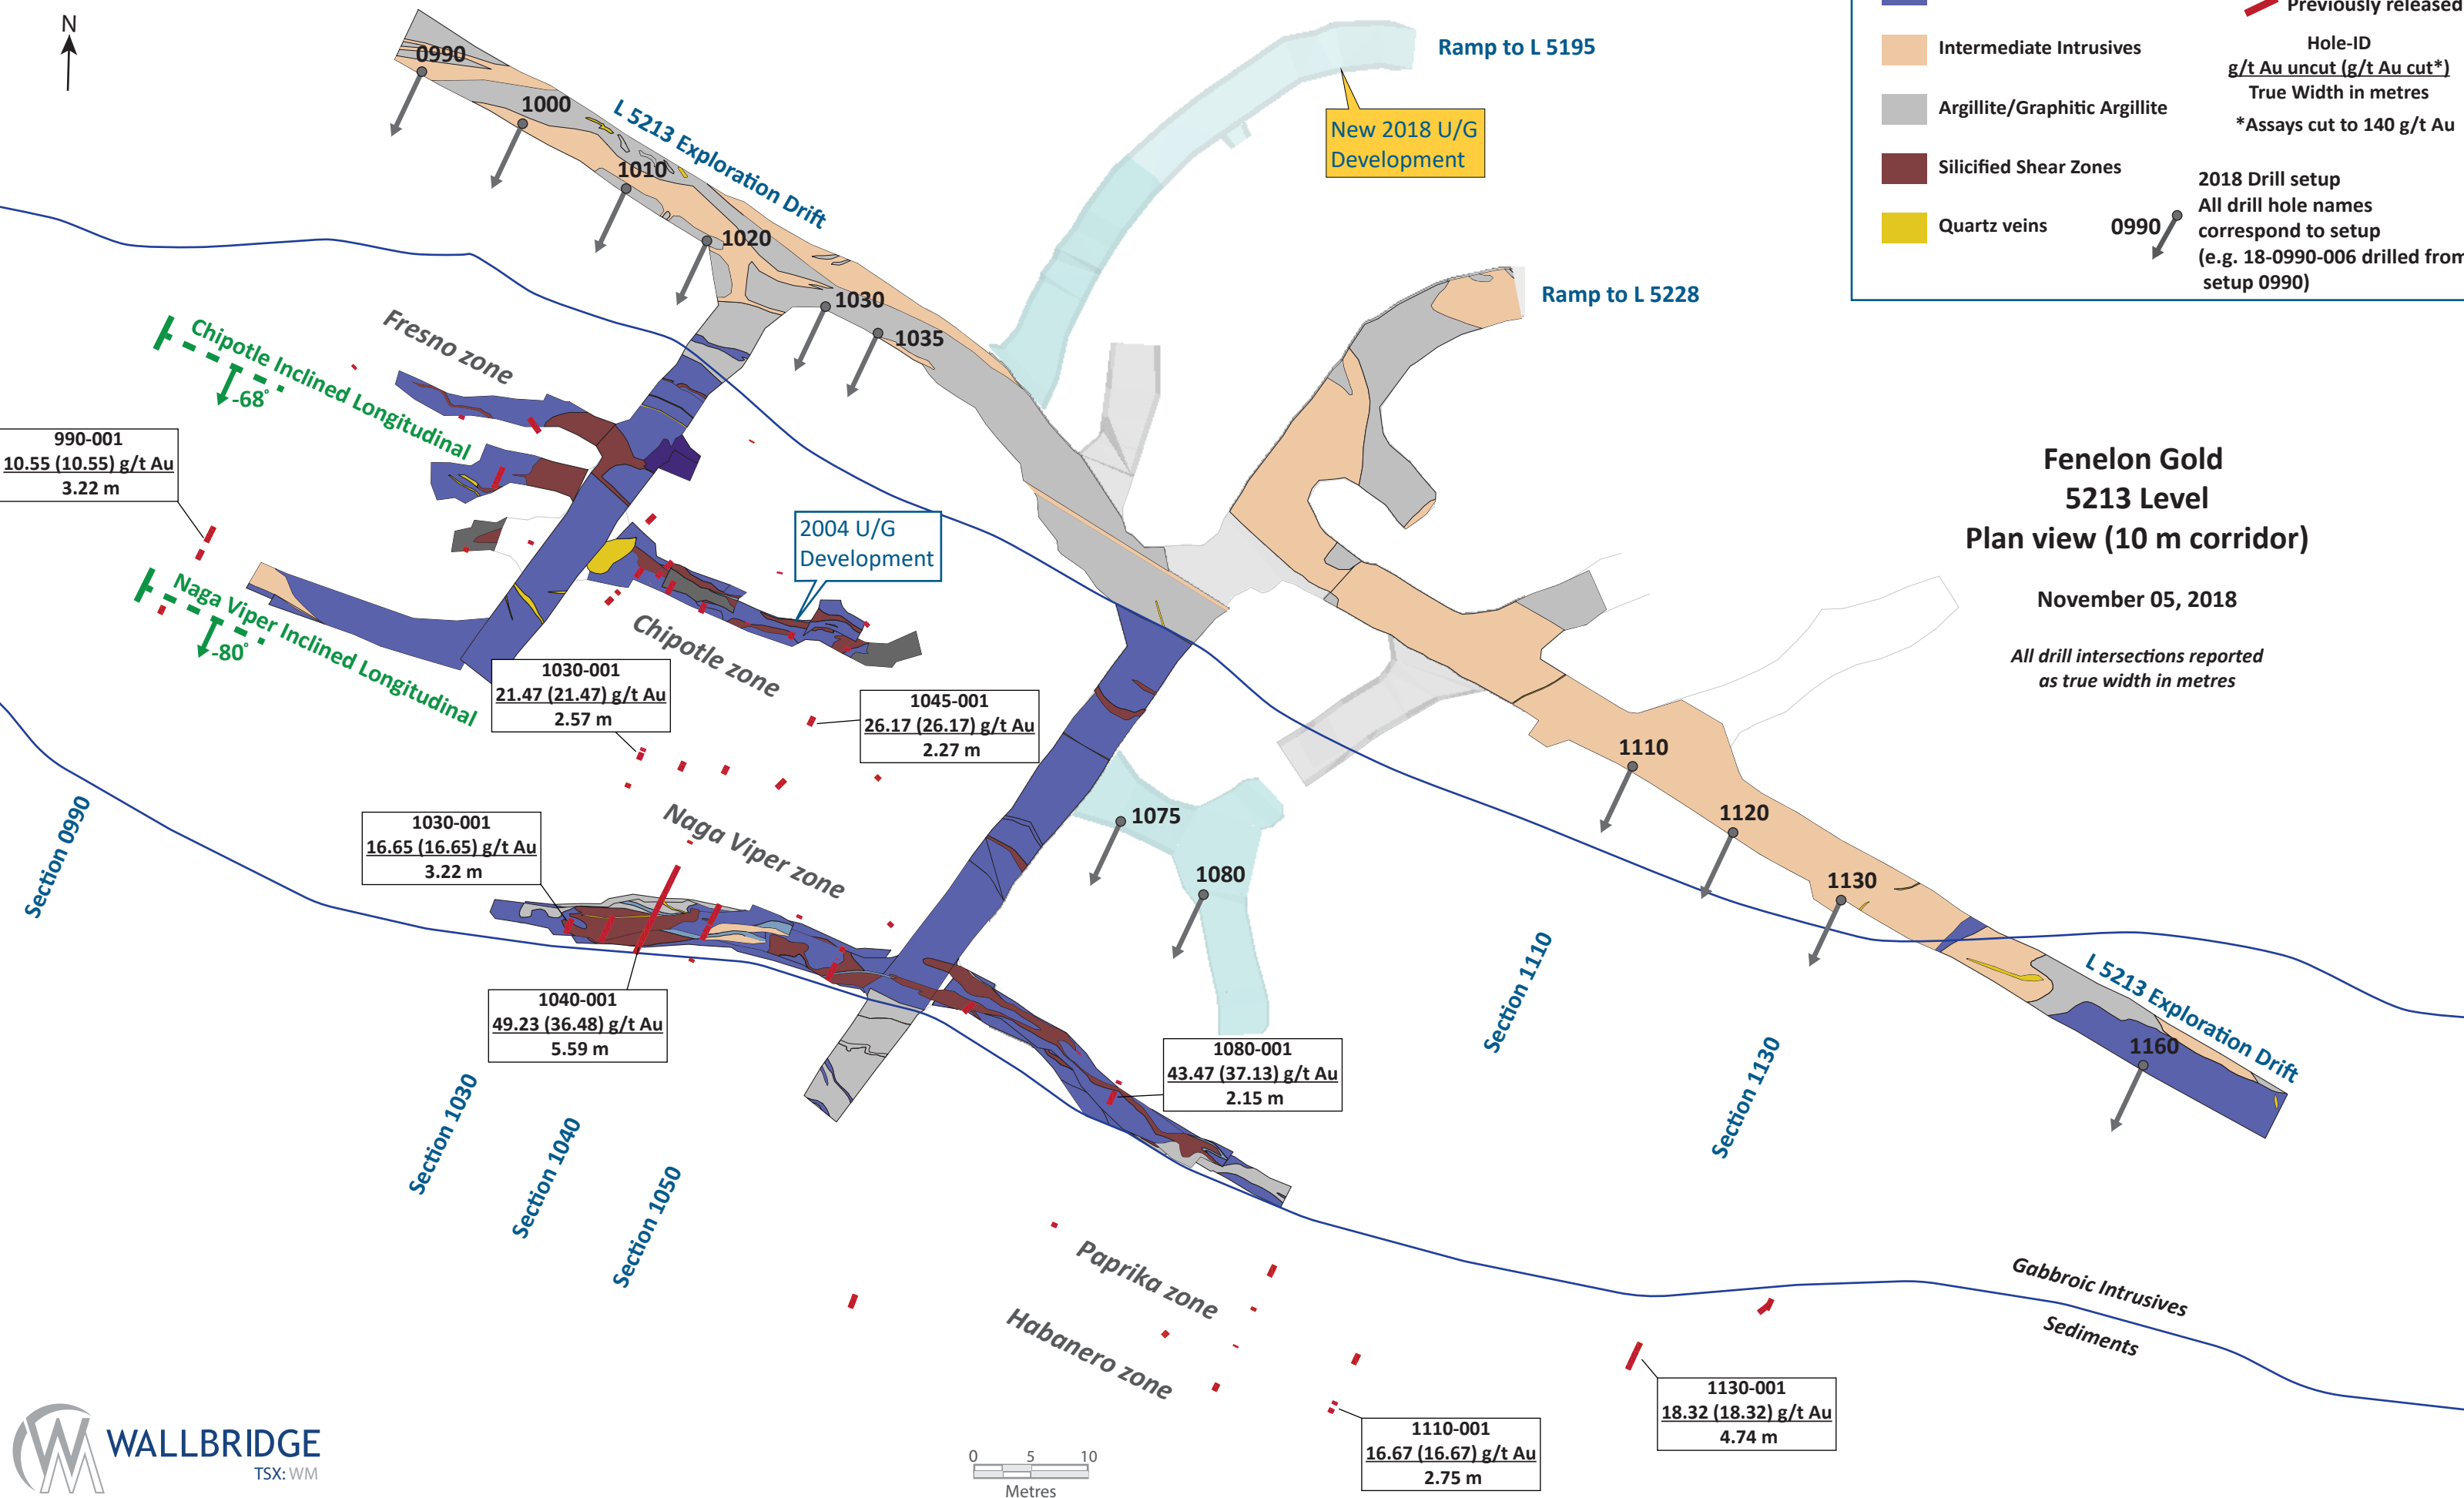 N
0990
1000
1010
1020
1030
1035
L 5213 Exploration Drift
Ramp to L 5195
New 2018 U/G
Development
Ramp to L 5228
Previously released
Intermediate Intrusives
Argillite/Graphitic Argillite
Silicified Shear Zones
Quartz veins
Hole-ID
g/t Au uncut (g/t Au cut*)
True Width in metres
*Assays cut to 140 g/t Au
0990
2018 Drill setup
All drill hole names
correspond to setup
(e.g. 18-0990-006 drilled from
setup 0990)
Fenelon Gold
5213 Level
Plan view (10 m corridor)
November 05, 2018
All drill intersections reported
as true width in metres
Fresno zone
Chipotle Inclined Longitudinal
-68°
990-001
10.55 (10.55) g/t Au
3.22 m
Naga Viper Inclined Longitudinal
-80°
2004 U/G
Development
Chipotle zone
1030-001
21.47 (21.47) g/t Au
2.57 m
1045-001
26.17 (26.17) g/t Au
2.27 m
Naga Viper zone
1030-001
16.65 (16.65) g/t Au
3.22 m
1040-001
49.23 (36.48) g/t Au
5.59 m
1075
1080
1080-001
43.47 (37.13) g/t Au
2.15 m
1110
1120
1130
1160
L 5213 Exploration Drift
Section 0990
Section 1030
Section 1040
Section 1050
Section 1110
Section 1130
Paprika zone
Habanero zone
Gabbroic Intrusives
Sediments
1110-001
16.67 (16.67) g/t Au
2.75 m
1130-001
18.32 (18.32) g/t Au
4.74 m
0 5 10
Metres
WALLBRIDGE
TSX: WM